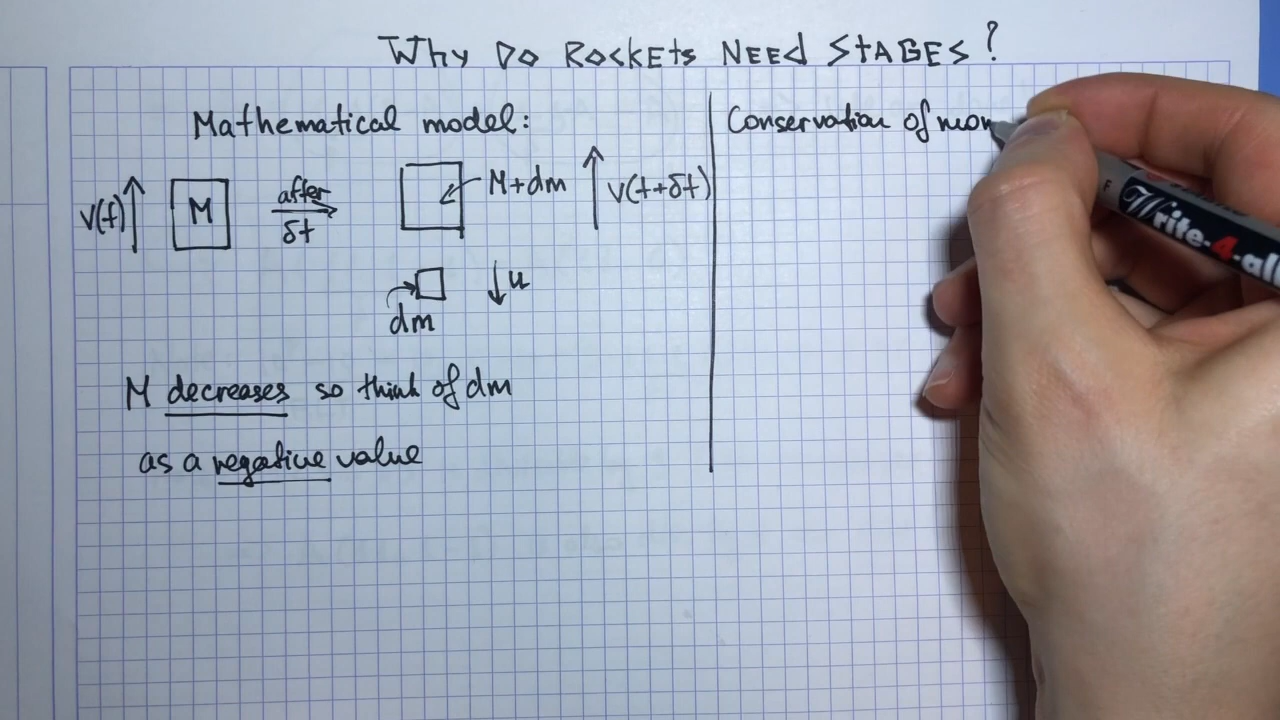 Why Do Rockets Need Stages?
Mathematical model:
v(t)
M
after
δt
M+dm
v(t+δt)
dm
u
M decreases so think of dm
as a negative value
Conservation of mom
F
Write-4-all